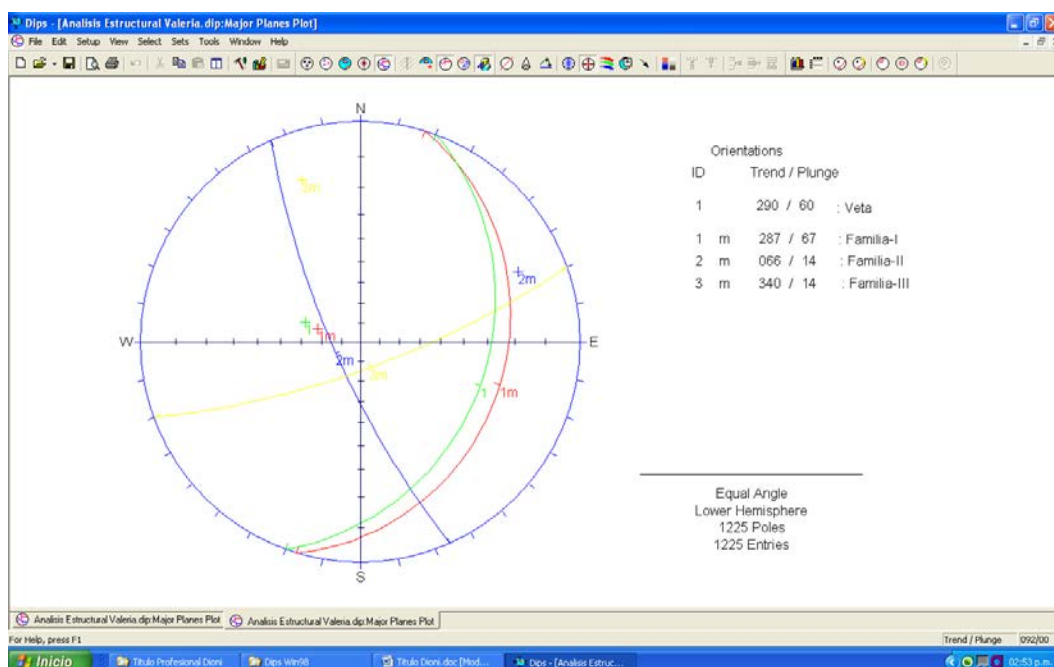 Dips - [Analisis Estructural Valeria.dip:Major Planes Plot]
File Edit Setup View Select Sets Tools Window Help
N
W
E
S
3m
2m
1
1m
2m
3m
1
1m
Orientations
ID Trend / Plunge
1 290 / 60 : Veta
1 m 287 / 67 : Familia-I
2 m 066 / 14 : Familia-II
3 m 340 / 14 : Familia-III
Equal Angle
Lower Hemisphere
1225 Poles
1225 Entries
Analisis Estructural Valeria.dip:Major Planes Plot Analisis Estructural Valeria.dip:Major Planes Plot
For Help, press F1 Trend / Plunge 092/00
Inicio Titulo Profesional Dioni Dips Win98 Titulo Dioni.doc [Mod... Dips - [Analisis Estruc... 02:53 p.m.